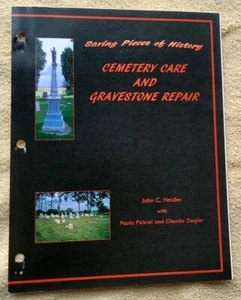 Saving Pieces of History
CEMETERY CARE
AND
GRAVESTONE REPAIR
John C. Heider
with
Paula Pickrel and Glenda Ziegler